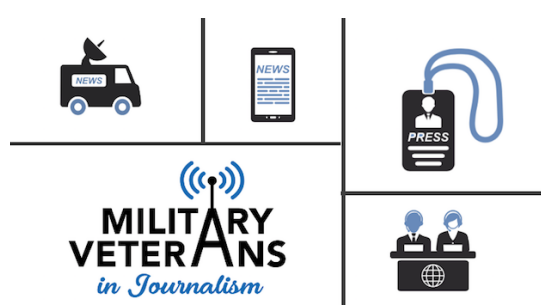 NEWS
NEWS
PRESS
MILITARY
VETERANS
in Journalism